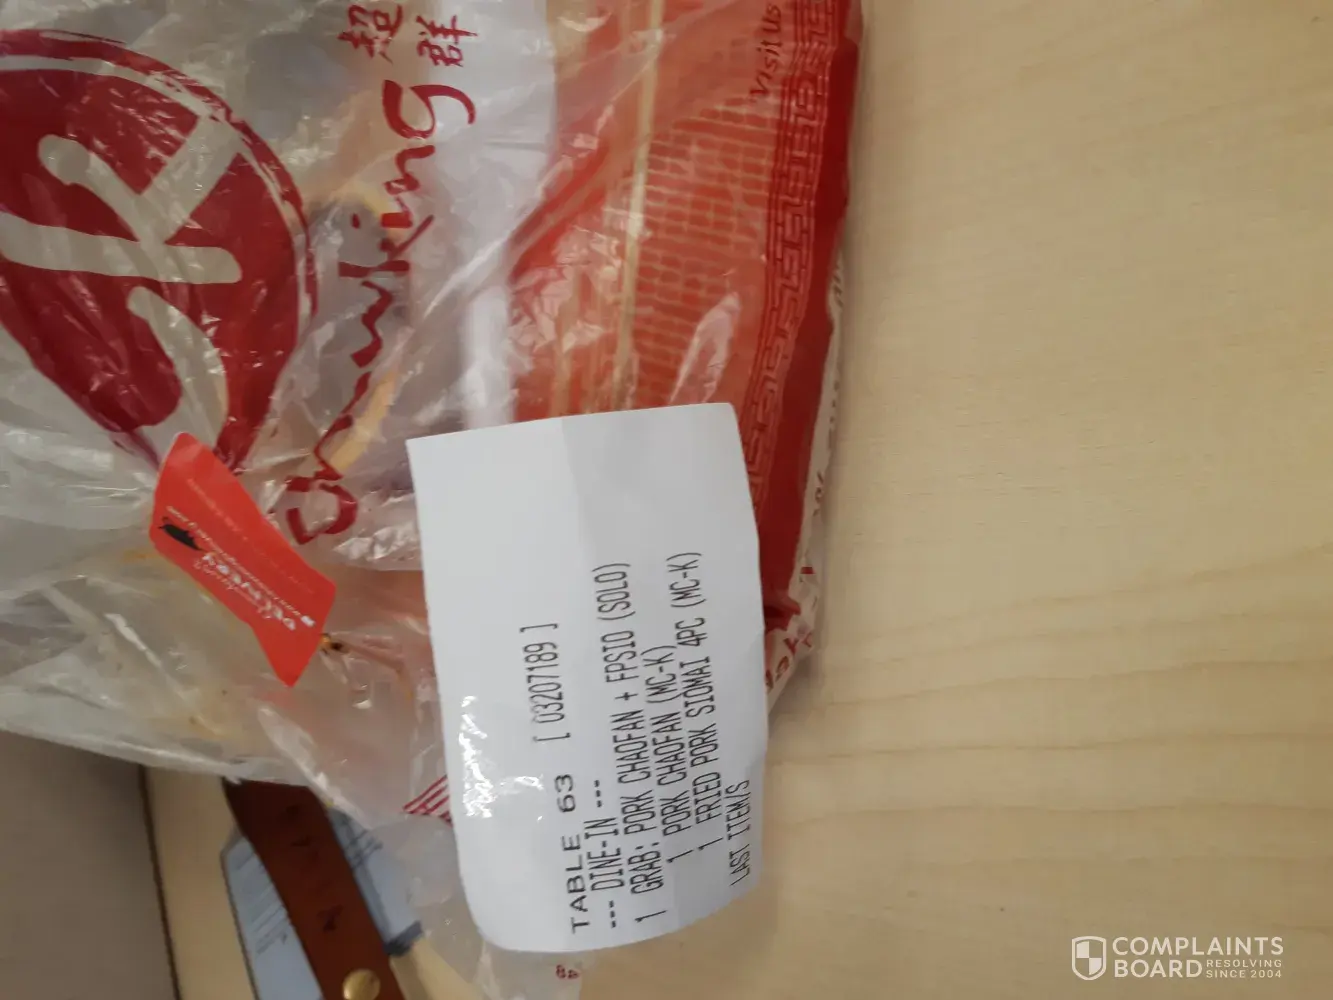 超群
Chowking
Visit Us
DELIVERY
TABLE 63 [ 03207189 ]
--- DINE-IN ---
1 GRAB: PORK CHAOFAN + FPSIO (SOLO)
1 PORK CHAOFAN (MC-K)
1 FRIED PORK SIOMAI 4PC (MC-K)
LAST ITEM/S
COMPLAINTS
BOARD RESOLVING
SINCE 2004